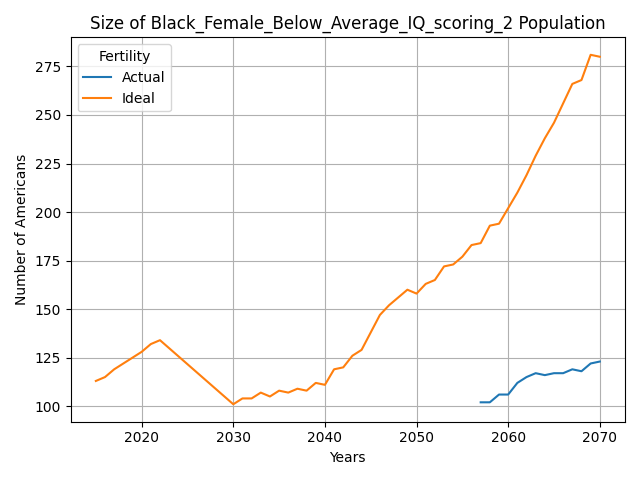 Size of Black_Female_Below_Average_IQ_scoring_2 Population
Fertility
Actual
Ideal
Number of Americans
275
250
225
200
175
150
125
100
2020 2030 2040 2050 2060 2070
Years